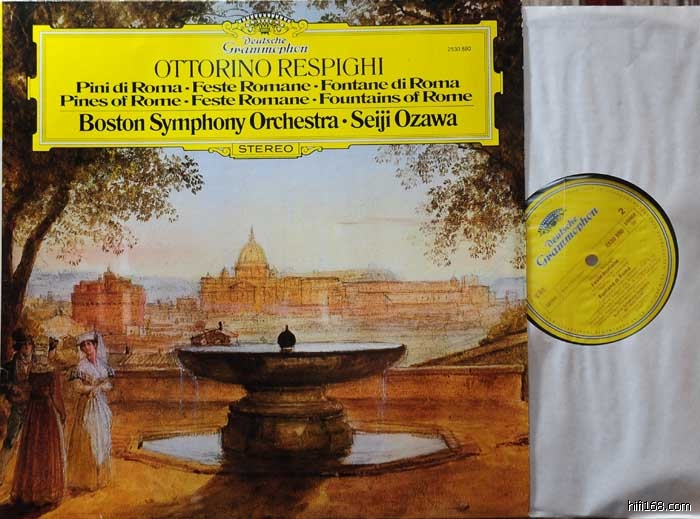 Deutsche
Grammophon
2530 890
OTTORINO RESPIGHI
Pini di Roma · Feste Romane · Fontane di Roma
Pines of Rome · Feste Romane · Fountains of Rome
Boston Symphony Orchestra · Seiji Ozawa
STEREO
Deutsche
Grammophon
2
hifi168.com